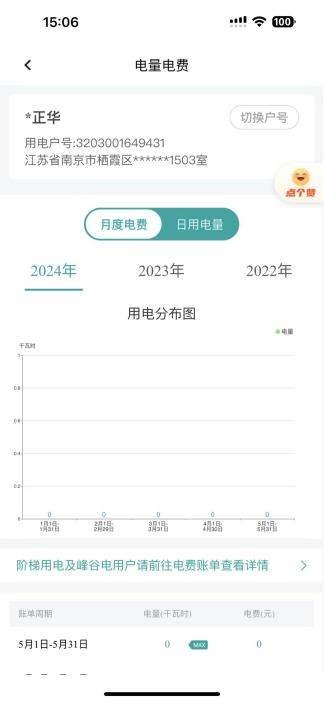 15:06
100
电量电费
*正华
切换户号
用电户号:3203001649431
江苏省南京市栖霞区******1503室
点个赞
月度电费 日用电量
2024年 2023年 2022年
用电分布图
电量
千瓦时
1
0.8
0.6
0.4
0.2
0
0 0 0 0 0
1月1日- 2月1日- 3月1日- 4月1日- 5月1日-
1月31日 2月29日 3月31日 4月30日 5月31日
阶梯用电及峰谷电用户请前往电费账单查看详情
账单周期 电量(千瓦时) 电费(元)
5月1日-5月31日 0 MAX 0